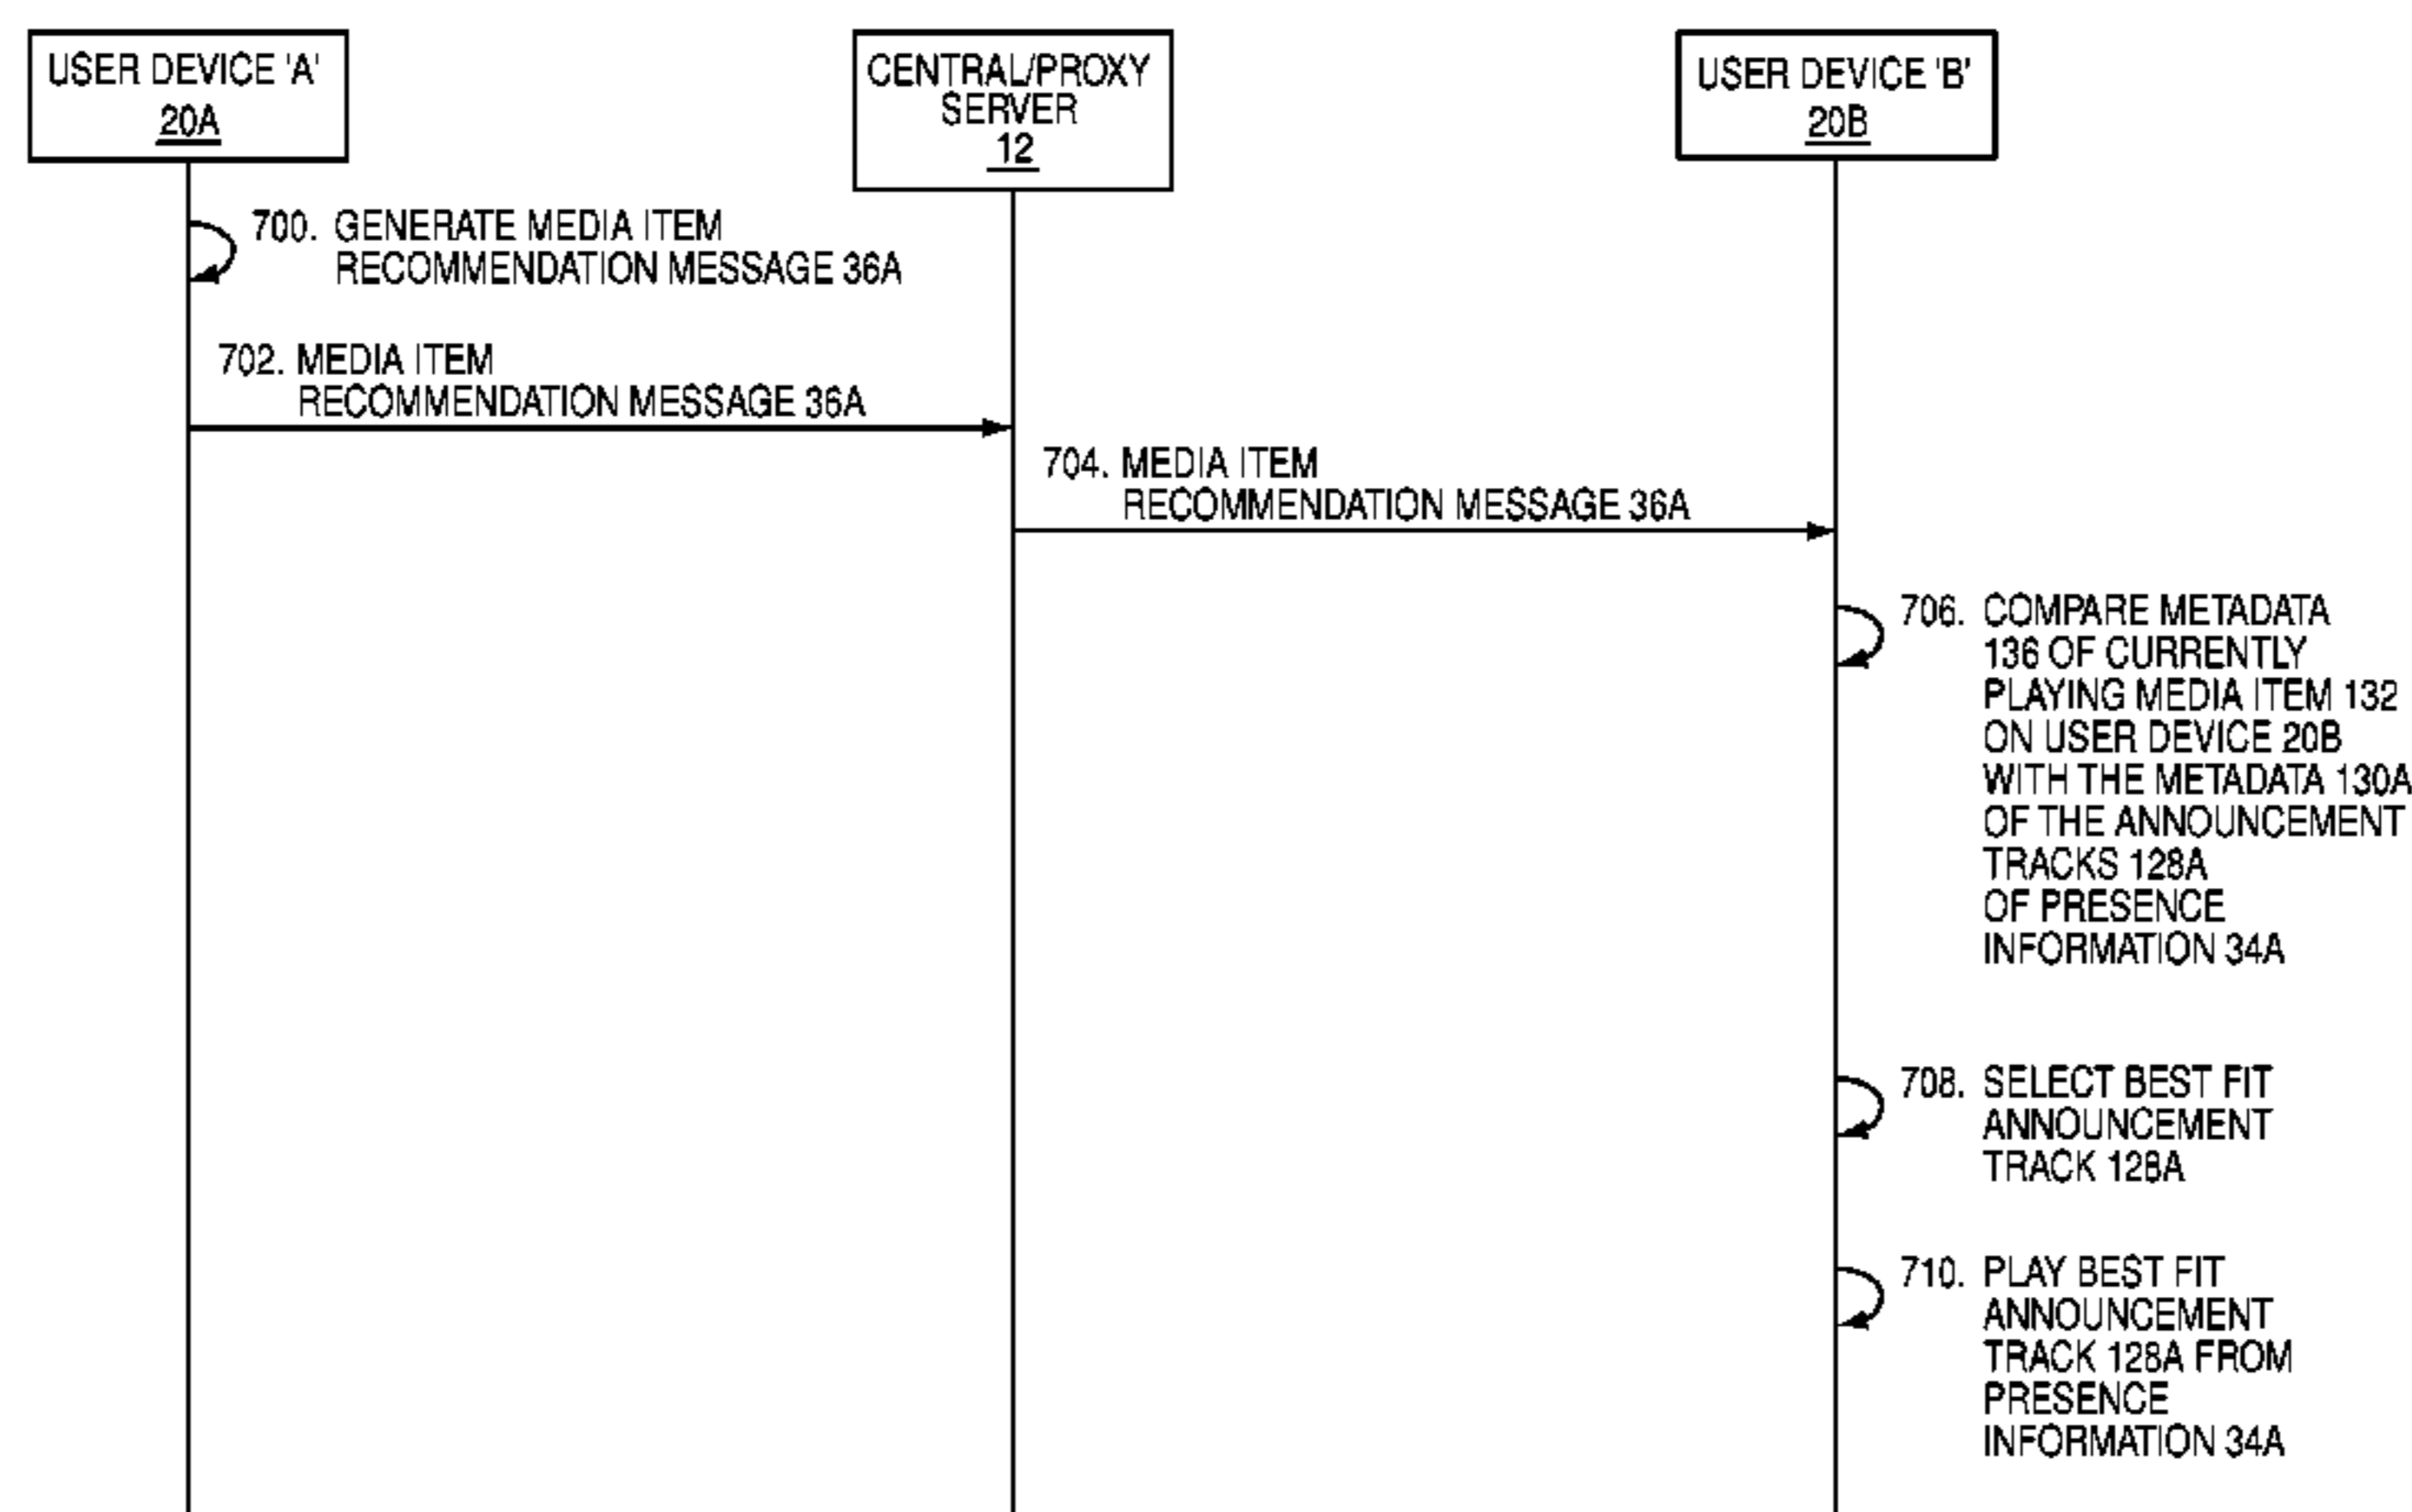 USER DEVICE 'A'
20A
CENTRAL/PROXY
SERVER
12
USER DEVICE 'B'
20B
700. GENERATE MEDIA ITEM
RECOMMENDATION MESSAGE 36A
702. MEDIA ITEM
RECOMMENDATION MESSAGE 36A
704. MEDIA ITEM
RECOMMENDATION MESSAGE 36A
706. COMPARE METADATA
136 OF CURRENTLY
PLAYING MEDIA ITEM 132
ON USER DEVICE 20B
WITH THE METADATA 130A
OF THE ANNOUNCEMENT
TRACKS 128A
OF PRESENCE
INFORMATION 34A
708. SELECT BEST FIT
ANNOUNCEMENT
TRACK 128A
710. PLAY BEST FIT
ANNOUNCEMENT
TRACK 128A FROM
PRESENCE
INFORMATION 34A